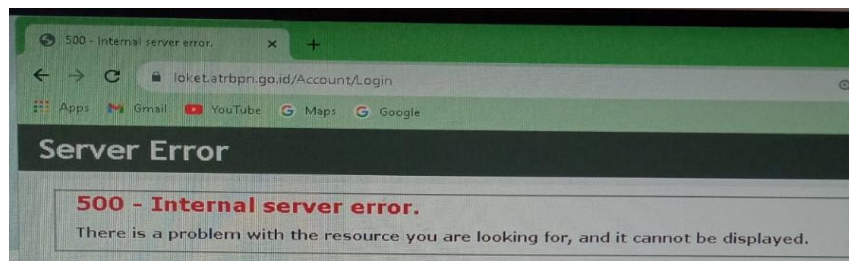 500 - Internal server error.
loket.atrbpn.go.id/Account/Login
Apps Gmail YouTube Maps Google
Server Error
500 - Internal server error.
There is a problem with the resource you are looking for, and it cannot be displayed.